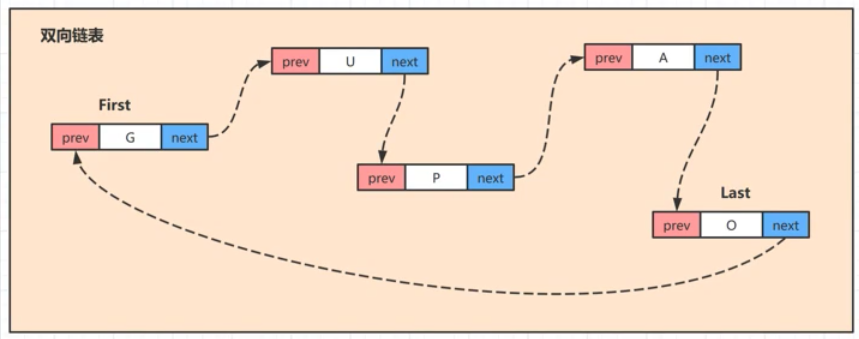 双向链表
First
prev G next
prev U next
prev P next
prev A next
Last
prev O next